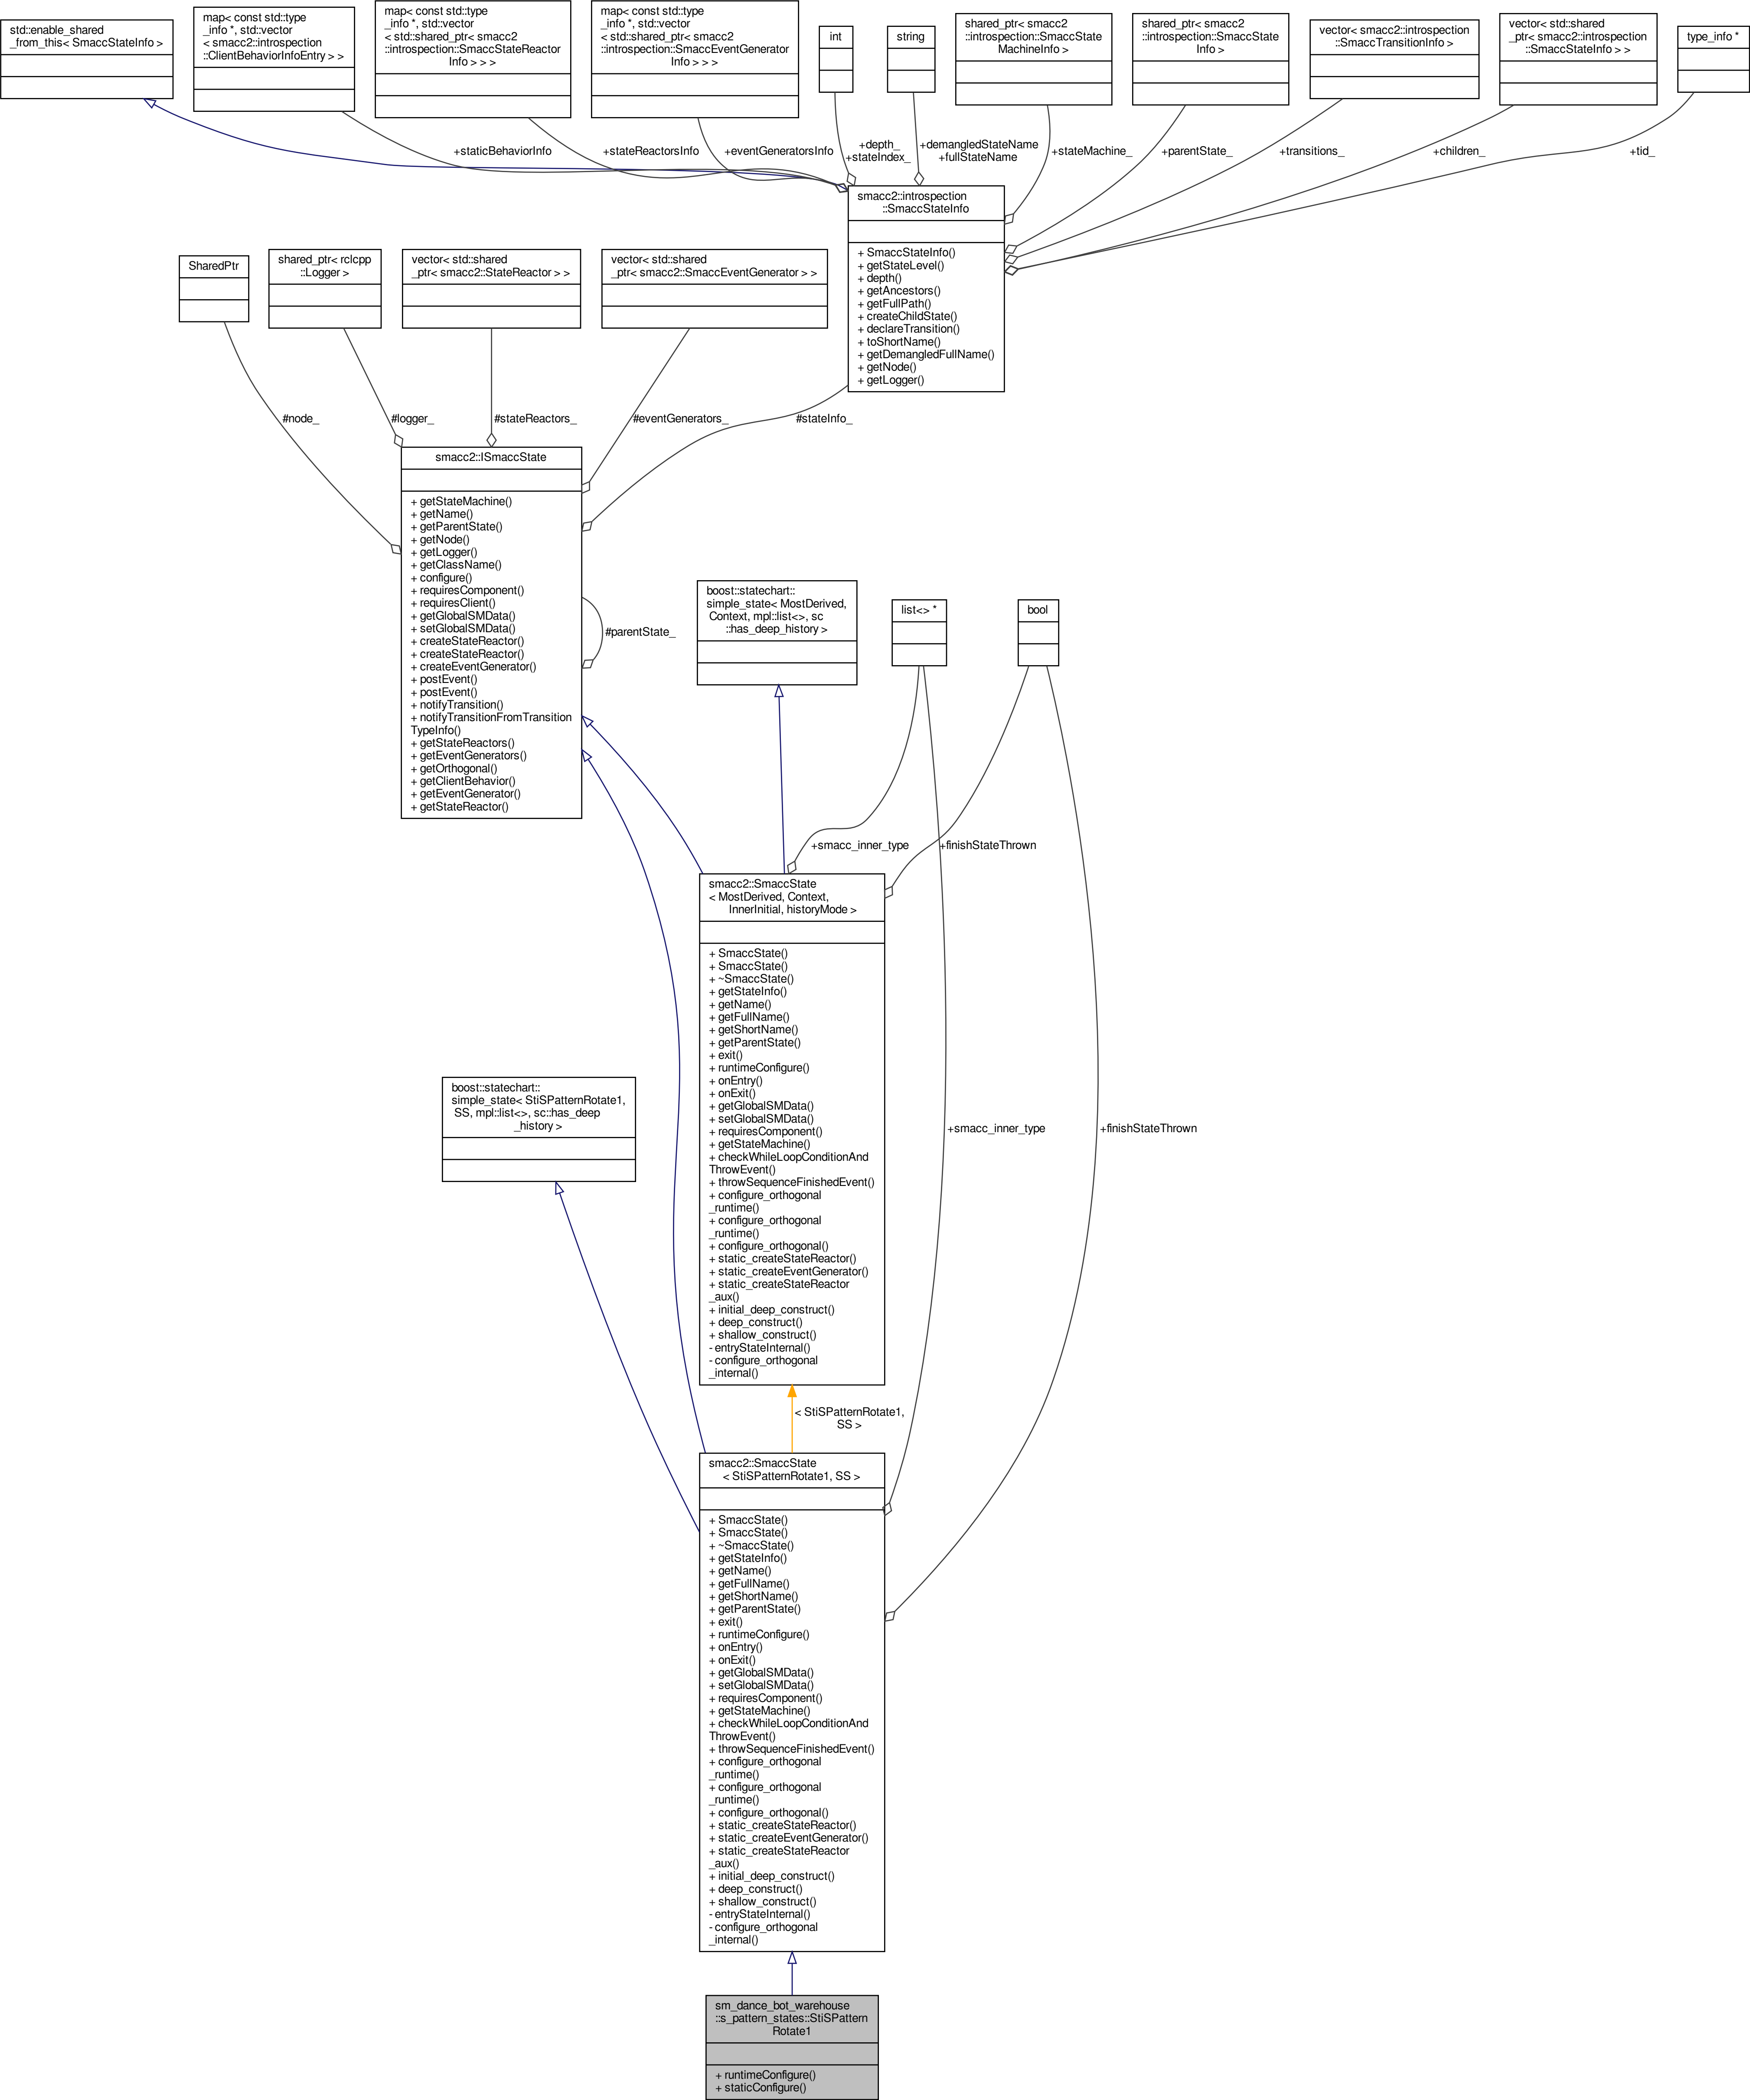 std::enable_shared
_from_this< SmaccStateInfo >
map< const std::type
_info *, std::vector
< smacc2::introspection
::ClientBehaviorInfoEntry > >
map< const std::type
_info *, std::vector
< std::shared_ptr< smacc2
::introspection::SmaccStateReactor
Info > > >
map< const std::type
_info *, std::vector
< std::shared_ptr< smacc2
::introspection::SmaccEventGenerator
Info > > >
int
string
shared_ptr< smacc2
::introspection::SmaccState
MachineInfo >
shared_ptr< smacc2
::introspection::SmaccState
Info >
vector< smacc2::introspection
::SmaccTransitionInfo >
vector< std::shared
_ptr< smacc2::introspection
::SmaccStateInfo > >
type_info *
+staticBehaviorInfo
+stateReactorsInfo
+eventGeneratorsInfo
+depth_
+stateIndex_
+demangledStateName
+fullStateName
+stateMachine_
+parentState_
+transitions_
+children_
+tid_
smacc2::introspection
::SmaccStateInfo
+ SmaccStateInfo()
+ getStateLevel()
+ depth()
+ getAncestors()
+ getFullPath()
+ createChildState()
+ declareTransition()
+ toShortName()
+ getDemangledFullName()
+ getNode()
+ getLogger()
SharedPtr
shared_ptr< rclcpp
::Logger >
vector< std::shared
_ptr< smacc2::StateReactor > >
vector< std::shared
_ptr< smacc2::SmaccEventGenerator > >
#node_
#logger_
#stateReactors_
#eventGenerators_
#stateInfo_
smacc2::ISmaccState
+ getStateMachine()
+ getName()
+ getParentState()
+ getNode()
+ getLogger()
+ getClassName()
+ configure()
+ requiresComponent()
+ requiresClient()
+ getGlobalSMData()
+ setGlobalSMData()
+ createStateReactor()
+ createStateReactor()
+ createEventGenerator()
+ postEvent()
+ postEvent()
+ notifyTransition()
+ notifyTransitionFromTransition
TypeInfo()
+ getStateReactors()
+ getEventGenerators()
+ getOrthogonal()
+ getClientBehavior()
+ getEventGenerator()
+ getStateReactor()
#parentState_
boost::statechart::
simple_state< MostDerived,
Context, mpl::list<>, sc
::has_deep_history >
list<> *
bool
+smacc_inner_type
+finishStateThrown
smacc2::SmaccState
< MostDerived, Context,
InnerInitial, historyMode >
+ SmaccState()
+ SmaccState()
+ ~SmaccState()
+ getStateInfo()
+ getName()
+ getFullName()
+ getShortName()
+ getParentState()
+ exit()
+ runtimeConfigure()
+ onEntry()
+ onExit()
+ getGlobalSMData()
+ setGlobalSMData()
+ requiresComponent()
+ getStateMachine()
+ checkWhileLoopConditionAnd
ThrowEvent()
+ throwSequenceFinishedEvent()
+ configure_orthogonal
_runtime()
+ configure_orthogonal
_runtime()
+ configure_orthogonal()
+ static_createStateReactor()
+ static_createEventGenerator()
+ static_createStateReactor
_aux()
+ initial_deep_construct()
+ deep_construct()
+ shallow_construct()
- entryStateInternal()
- configure_orthogonal
_internal()
boost::statechart::
simple_state< StiSPatternRotate1,
SS, mpl::list<>, sc::has_deep
_history >
+smacc_inner_type
+finishStateThrown
< StiSPatternRotate1,
SS >
smacc2::SmaccState
< StiSPatternRotate1, SS >
+ SmaccState()
+ SmaccState()
+ ~SmaccState()
+ getStateInfo()
+ getName()
+ getFullName()
+ getShortName()
+ getParentState()
+ exit()
+ runtimeConfigure()
+ onEntry()
+ onExit()
+ getGlobalSMData()
+ setGlobalSMData()
+ requiresComponent()
+ getStateMachine()
+ checkWhileLoopConditionAnd
ThrowEvent()
+ throwSequenceFinishedEvent()
+ configure_orthogonal
_runtime()
+ configure_orthogonal
_runtime()
+ configure_orthogonal()
+ static_createStateReactor()
+ static_createEventGenerator()
+ static_createStateReactor
_aux()
+ initial_deep_construct()
+ deep_construct()
+ shallow_construct()
- entryStateInternal()
- configure_orthogonal
_internal()
sm_dance_bot_warehouse
::s_pattern_states::StiSPattern
Rotate1
+ runtimeConfigure()
+ staticConfigure()